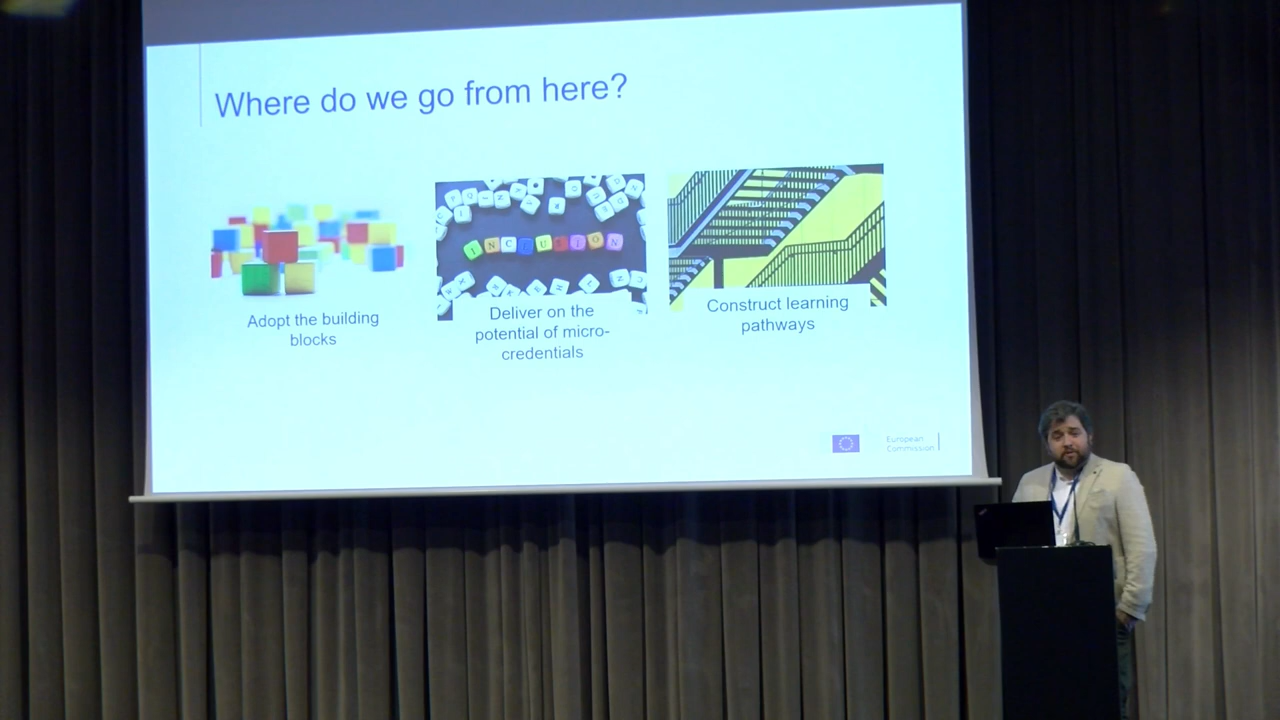 Where do we go from here?
INCLUSION
Adopt the building
blocks
Deliver on the
potential of micro-
credentials
Construct learning
pathways
European
Commission